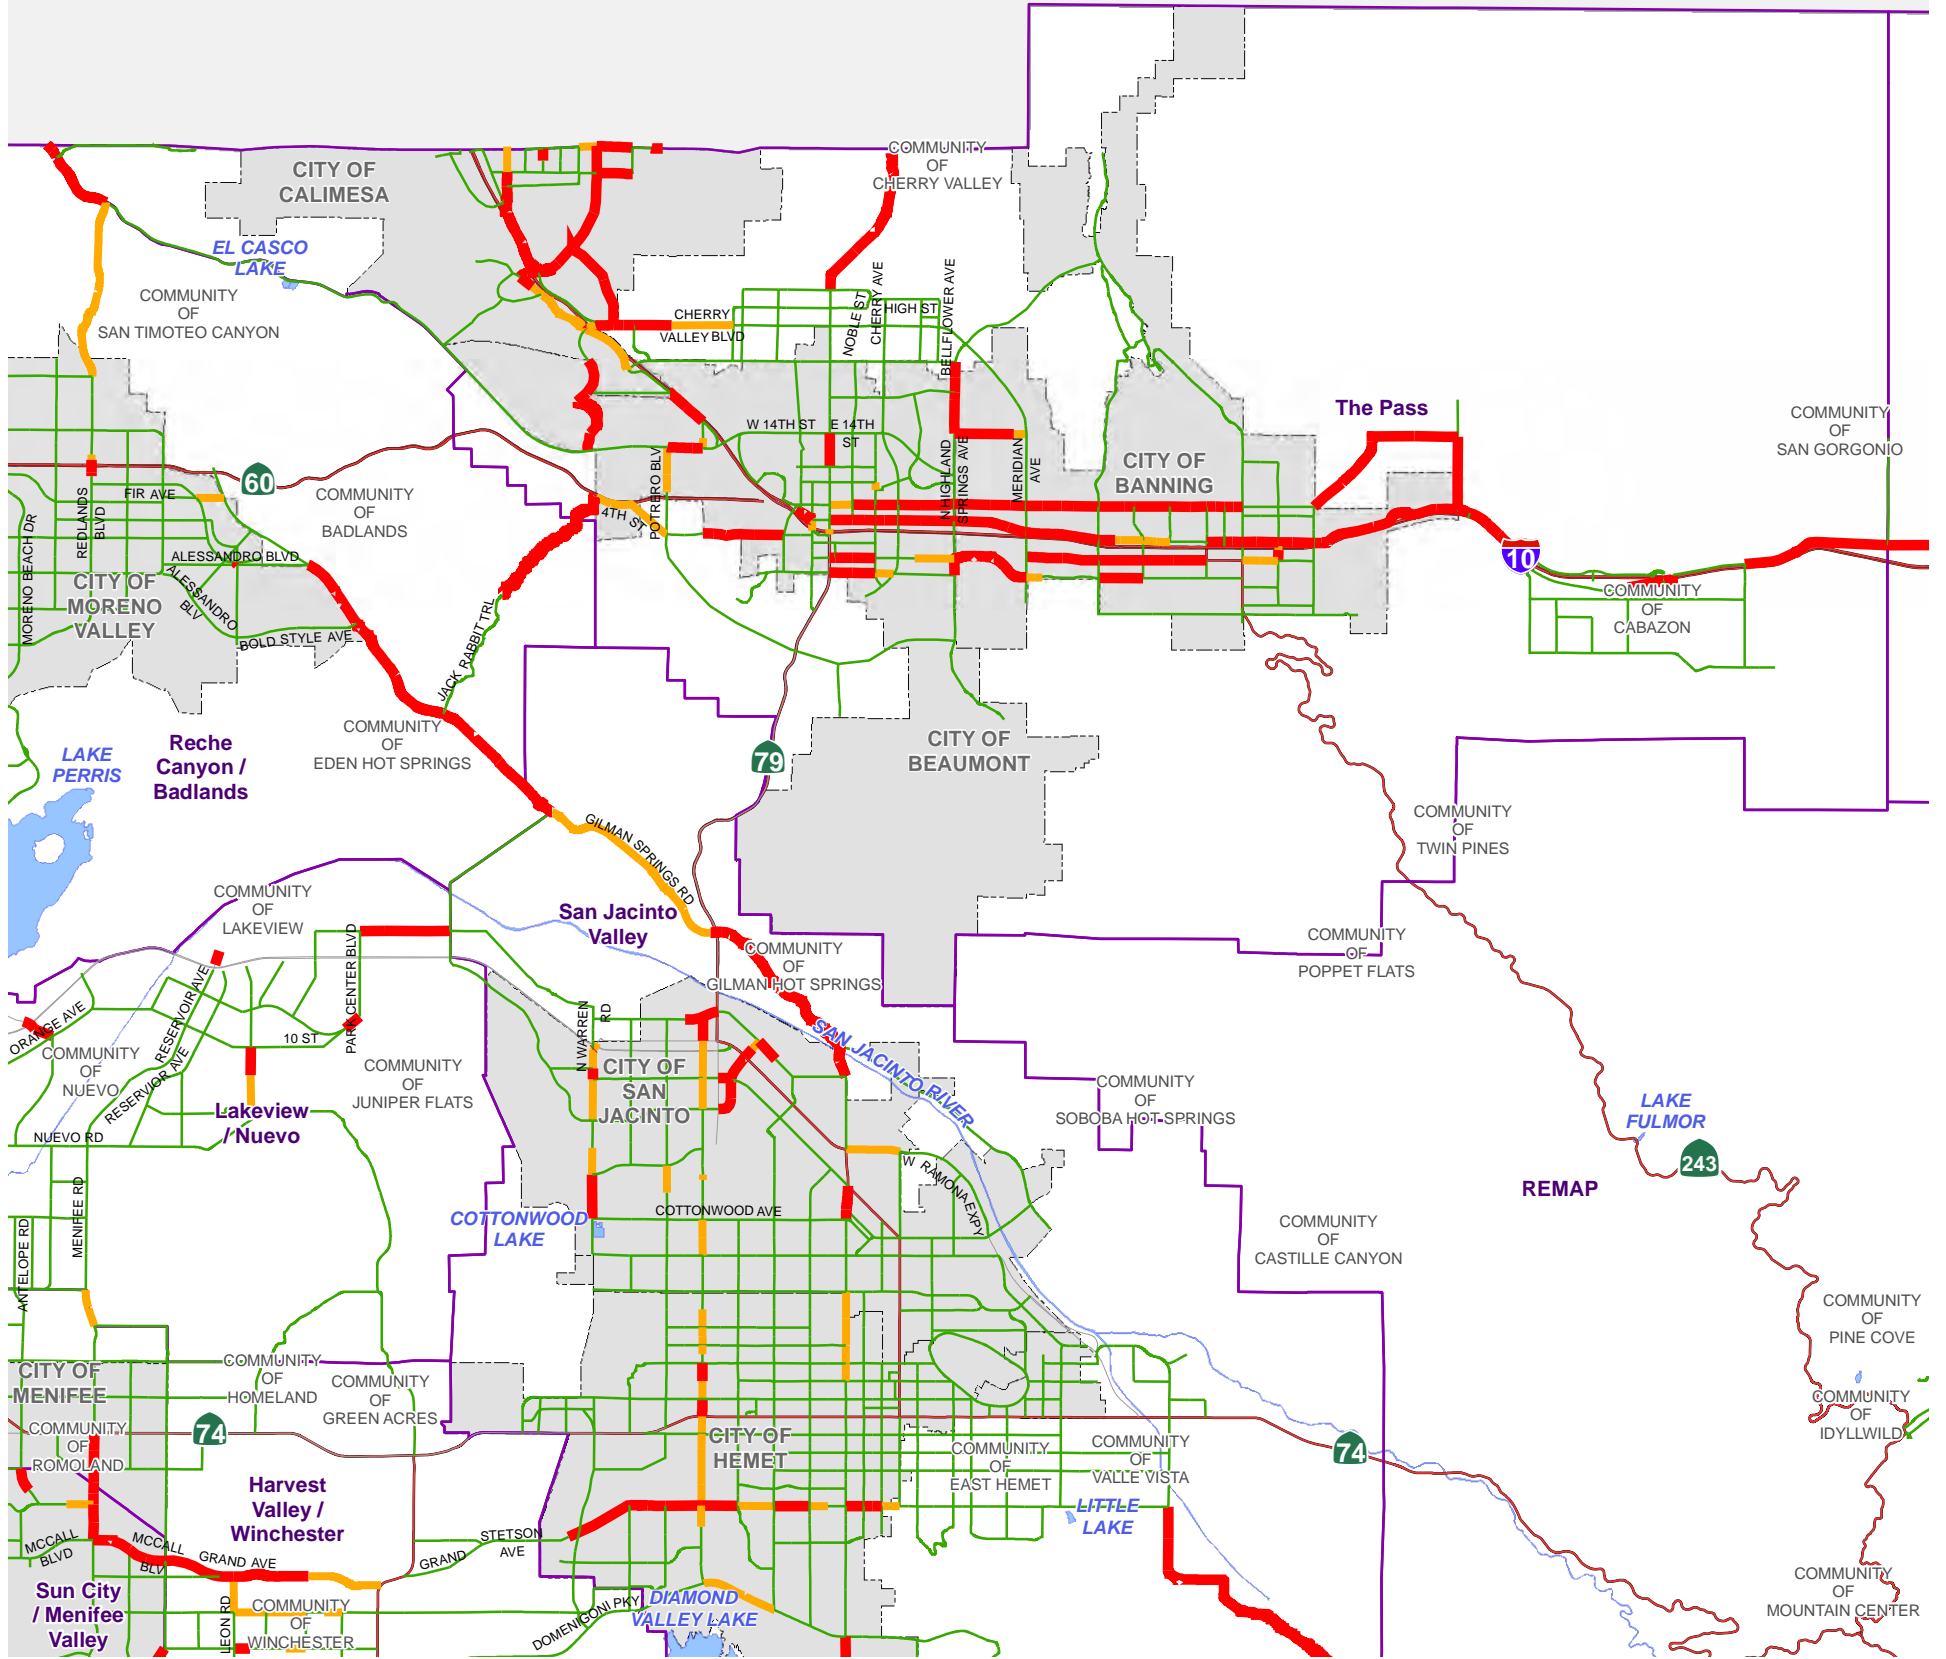 COMMUNITY
OF
CHERRY VALLEY
CITY OF
CALIMESA
EL CASCO
LAKE
COMMUNITY
OF
SAN TIMOTEO CANYON
CHERRY
VALLEY BLVD
NOBLE ST
CHERRY AVE
HIGH ST
BELLFLOWER AVE
The Pass
COMMUNITY
OF
SAN GORGONIO
W 14TH ST
E 14TH
ST
N HIGHLAND
SPRINGS AVE
MERIDIAN
AVE
CITY OF
BANNING
60
FIR AVE
REDLANDS
BLVD
MORENO BEACH DR
COMMUNITY
OF
BADLANDS
POTRERO BLV
4TH ST
10
ALESSANDRO BLVD
ALESSANDRO
BLV
CITY OF
MORENO
VALLEY
BOLD STYLE AVE
JACK RABBIT TRL
COMMUNITY
OF
CABAZON
COMMUNITY
OF
EDEN HOT SPRINGS
Reche
Canyon /
Badlands
LAKE
PERRIS
79
CITY OF
BEAUMONT
COMMUNITY
OF
TWIN PINES
GILMAN SPRINGS RD
COMMUNITY
OF
LAKEVIEW
San Jacinto
Valley
COMMUNITY
OF
GILMAN HOT SPRINGS
COMMUNITY
OF
POPPET FLATS
PARK CENTER BLVD
RESERVOIR AVE
ORANGE AVE
10 ST
COMMUNITY
OF
NUEVO
RESERVIOR AVE
COMMUNITY
OF
JUNIPER FLATS
N WARREN
RD
CITY OF
SAN
JACINTO
SAN JACINTO RIVER
COMMUNITY
OF
SOBOBA HOT SPRINGS
LAKE
FULMOR
243
Lakeview
/ Nuevo
NUEVO RD
W RAMONA EXPY
REMAP
MENIFEE RD
ANTELOPE RD
COTTONWOOD
LAKE
COTTONWOOD AVE
COMMUNITY
OF
CASTILLE CANYON
COMMUNITY
OF
PINE COVE
CITY OF
MENIFEE
COMMUNITY
OF
HOMELAND
COMMUNITY
OF
GREEN ACRES
COMMUNITY
OF
IDYLLWILD
COMMUNITY
OF
ROMOLAND
74
CITY OF
HEMET
COMMUNITY
OF
EAST HEMET
COMMUNITY
OF
VALLE VISTA
74
Harvest
Valley /
Winchester
LITTLE
LAKE
STETSON
AVE
GRAND
MCCALL
BLVD
MCCALL
BLV
GRAND AVE
Sun City
/ Menifee
Valley
LEON RD
COMMUNITY
OF
WINCHESTER
DOMENIGONI PKY
DIAMOND
VALLEY LAKE
COMMUNITY
OF
MOUNTAIN CENTER